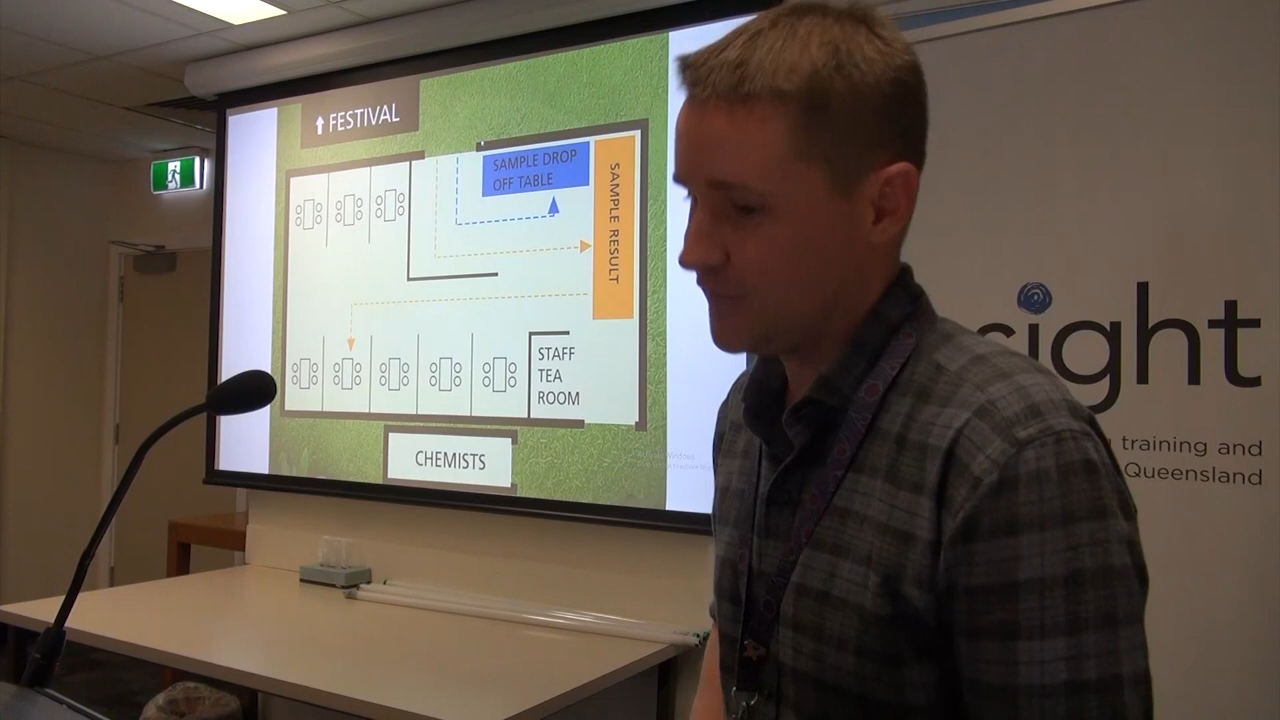 FESTIVAL
SAMPLE DROP
OFF TABLE
SAMPLE RESULT
STAFF
TEA
ROOM
CHEMISTS
sight
training and
Queensland